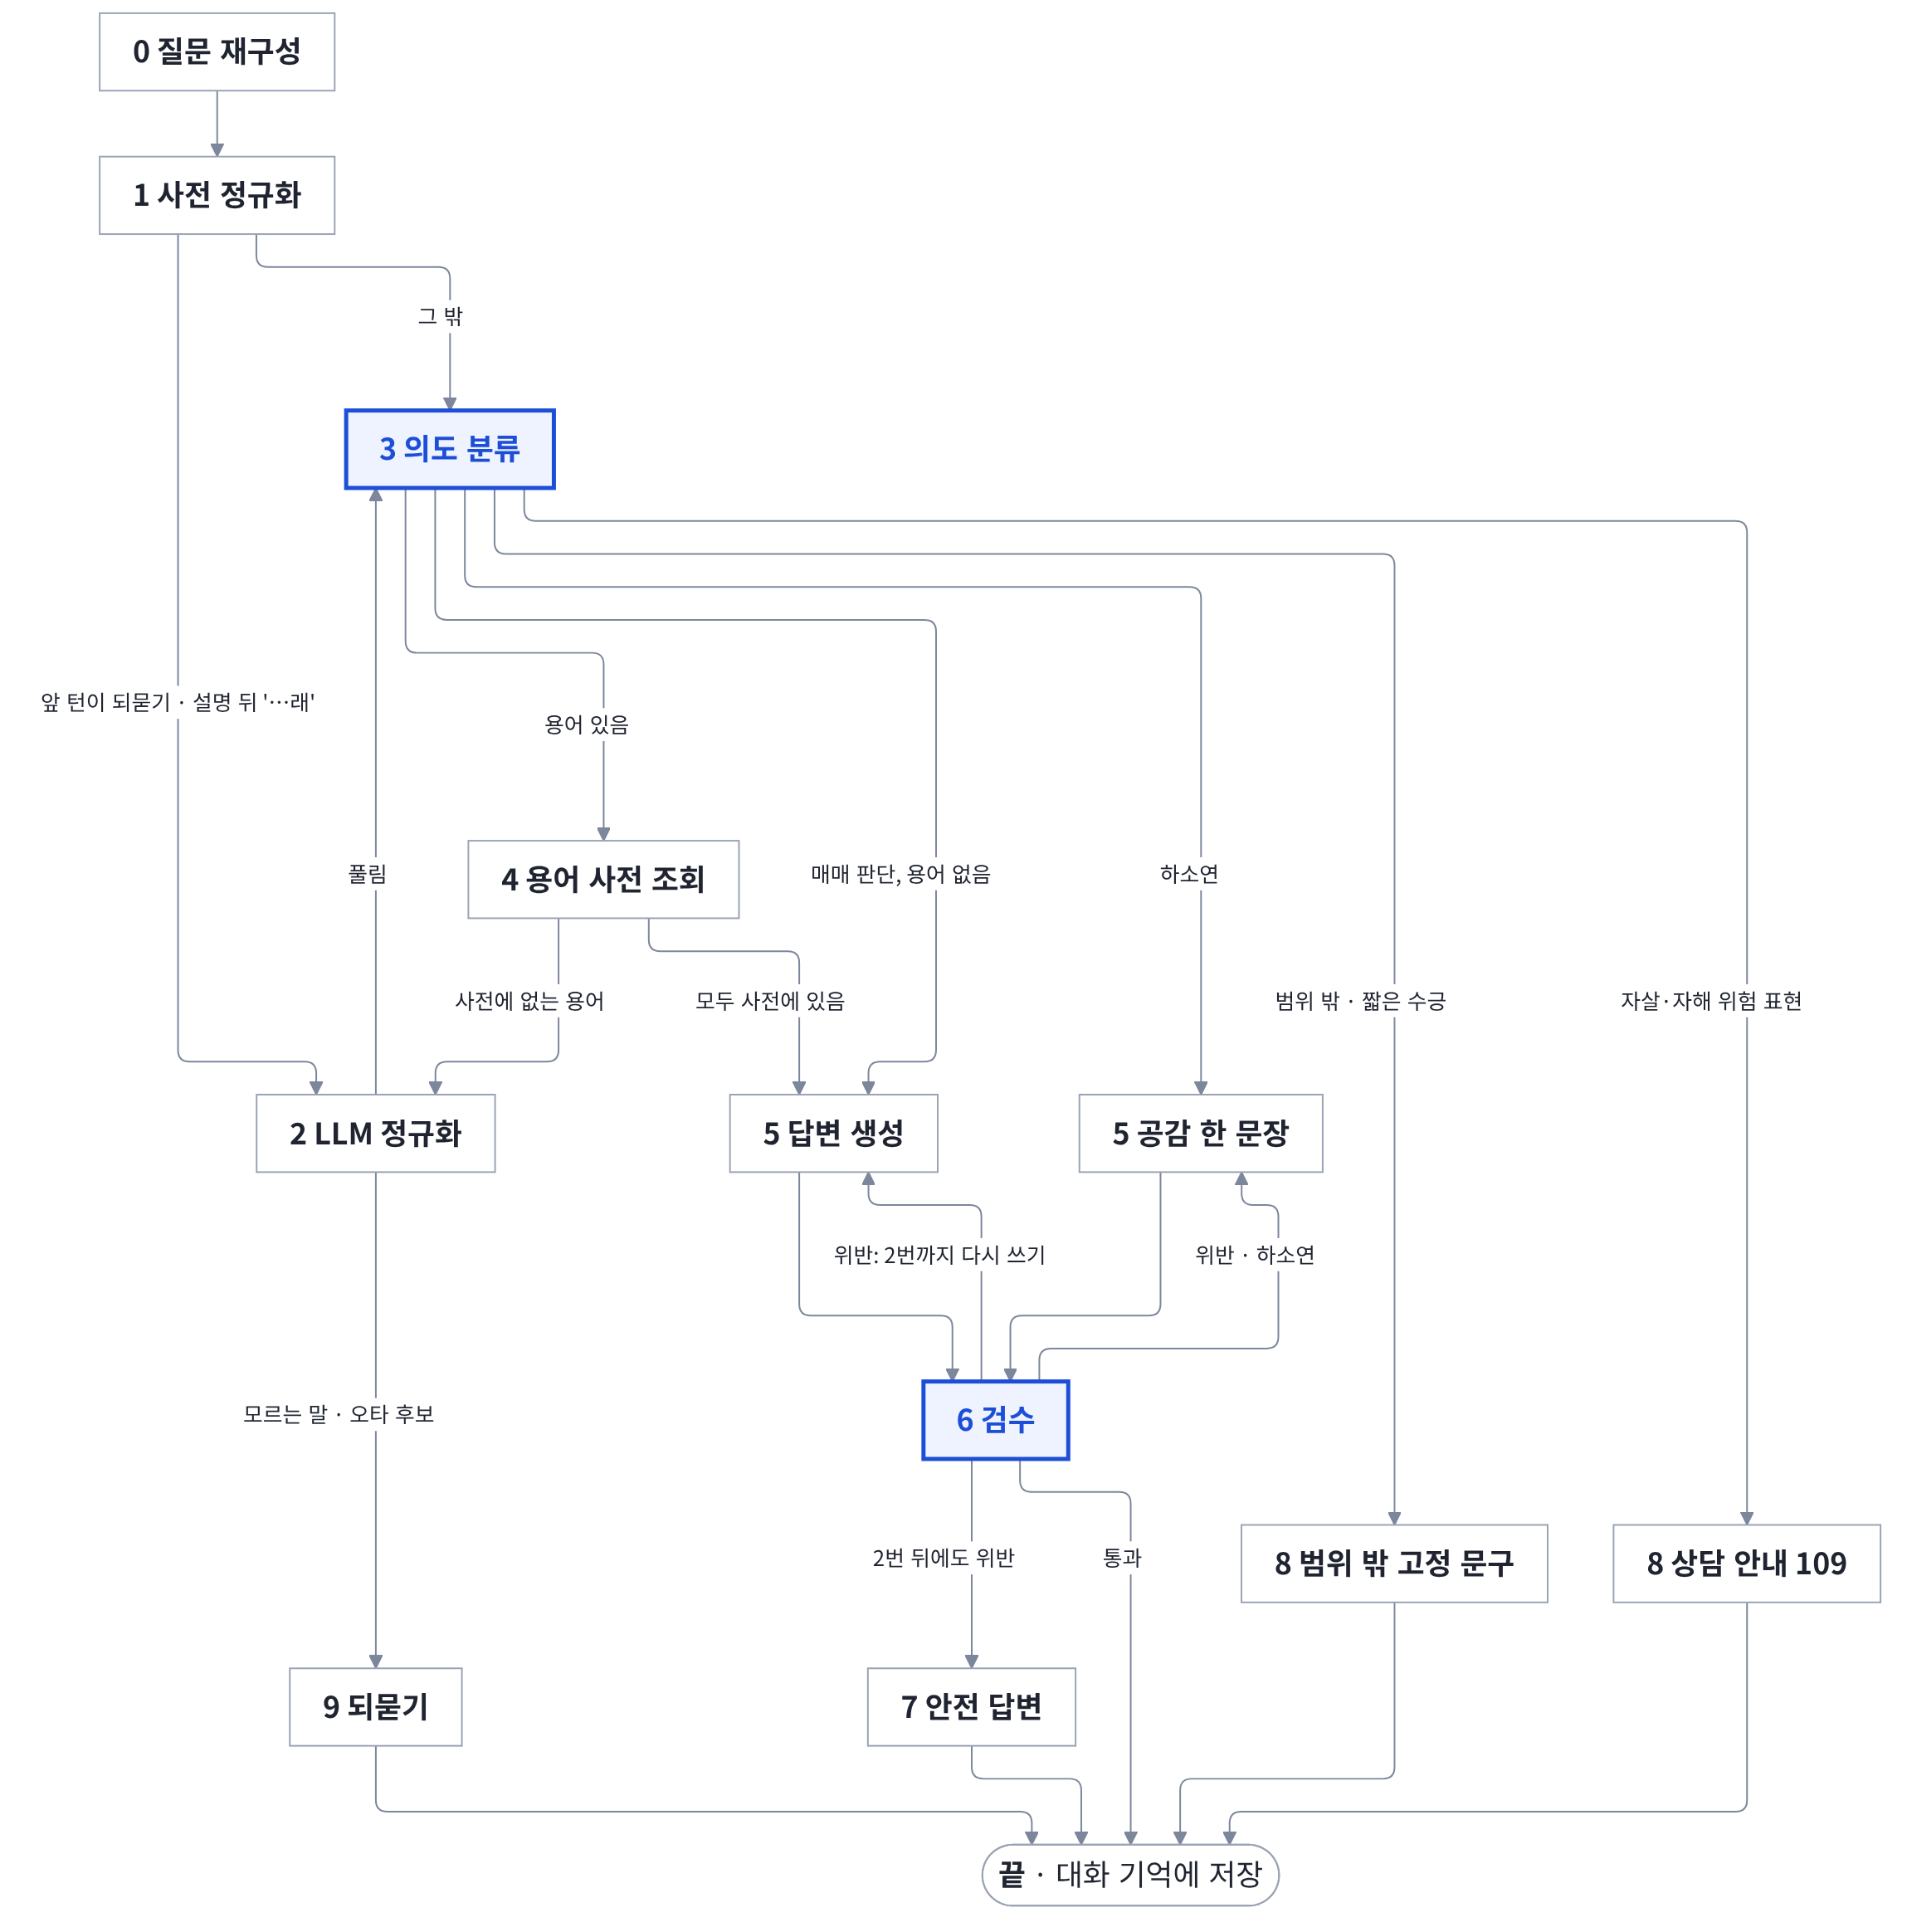 0 질문 재구성
1 사전 정규화
그 밖
3 의도 분류
앞 턴이 되묻기 · 설명 뒤 '…래'
용어 있음
풀림
4 용어 사전 조회
매매 판단, 용어 없음
하소연
사전에 없는 용어
모두 사전에 있음
범위 밖 · 짧은 수긍
자살·자해 위험 표현
2 LLM 정규화
5 답변 생성
5 공감 한 문장
위반: 2번까지 다시 쓰기
위반 · 하소연
모르는 말 · 오타 후보
6 검수
2번 뒤에도 위반
통과
8 범위 밖 고정 문구
8 상담 안내 109
9 되묻기
7 안전 답변
끝 · 대화 기억에 저장